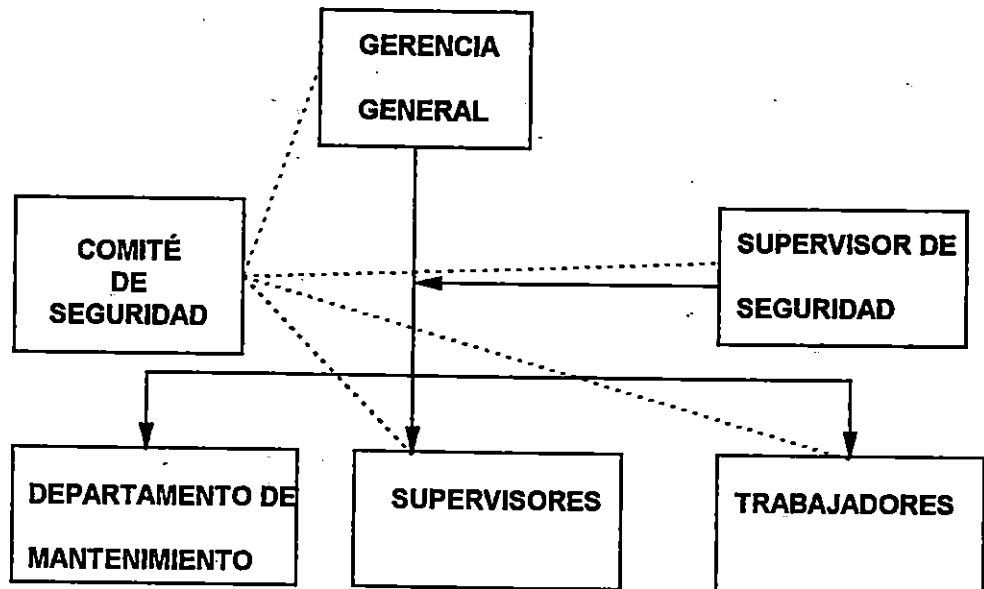 GERENCIA
GENERAL
COMITÉ
DE
SEGURIDAD
SUPERVISOR DE
SEGURIDAD
DEPARTAMENTO DE
MANTENIMIENTO
SUPERVISORES
TRABAJADORES